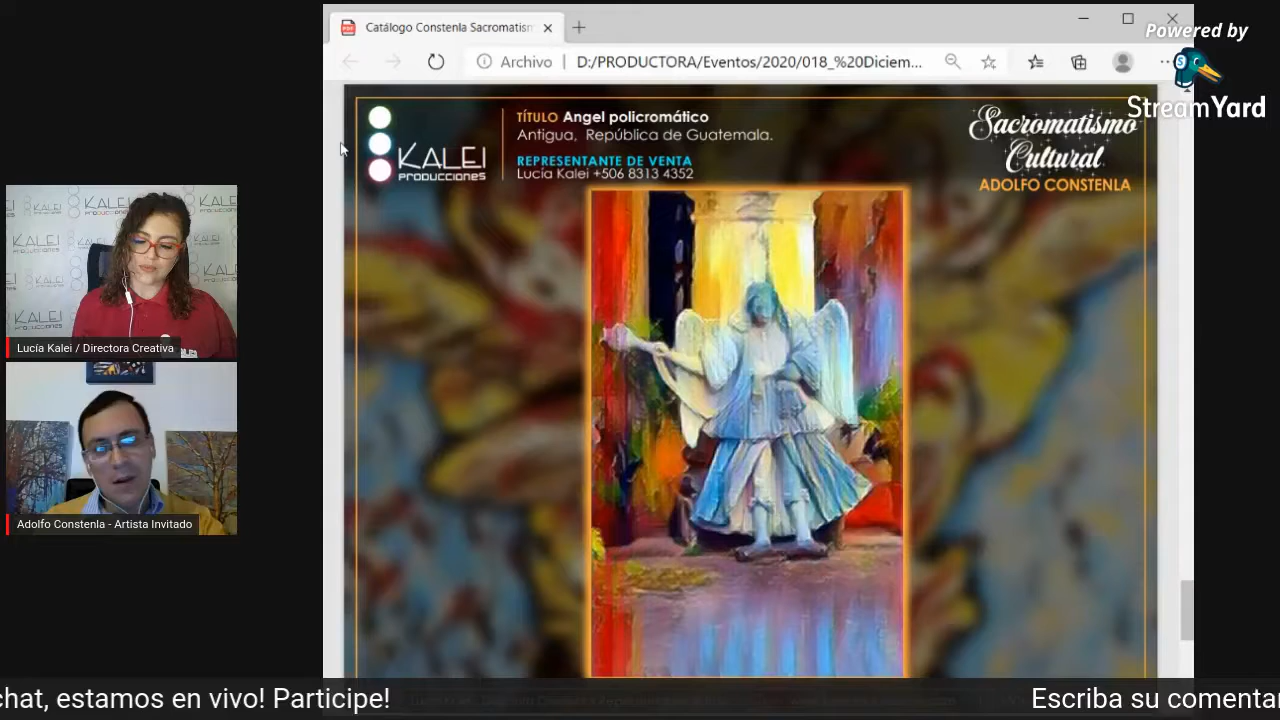 Catálogo Constenla Sacromatism
Archivo
D:/PRODUCTORA/Eventos/2020/018_%20Diciem...
Powered by
StreamYard
KALEI
PRODUCCIONES
TÍTULO Angel policromático
Antigua, República de Guatemala.
REPRESENTANTE DE VENTA
Lucía Kalei +506 8313 4352
Sacromatismo
Cultural
ADOLFO CONSTENLA
KALEI
PRODUCCIONES
Lucía Kalei / Directora Creativa
Adolfo Constenla - Artista Invitado
chat, estamos en vivo! Participe!
Escriba su comentar